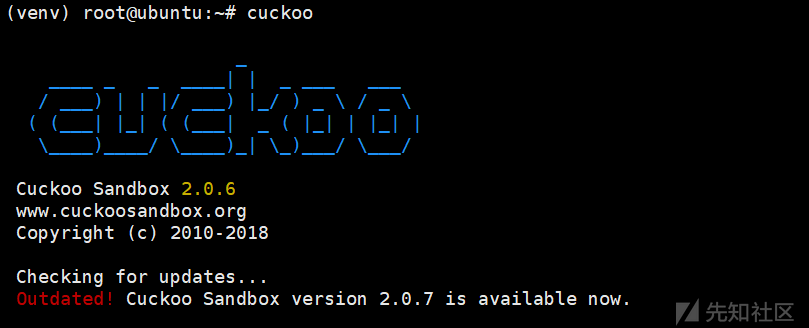 (venv) root@ubuntu:~# cuckoo
cuckoo
Cuckoo Sandbox 2.0.6
www.cuckoosandbox.org
Copyright (c) 2010-2018
Checking for updates...
Outdated! Cuckoo Sandbox version 2.0.7 is available now.
先知社区